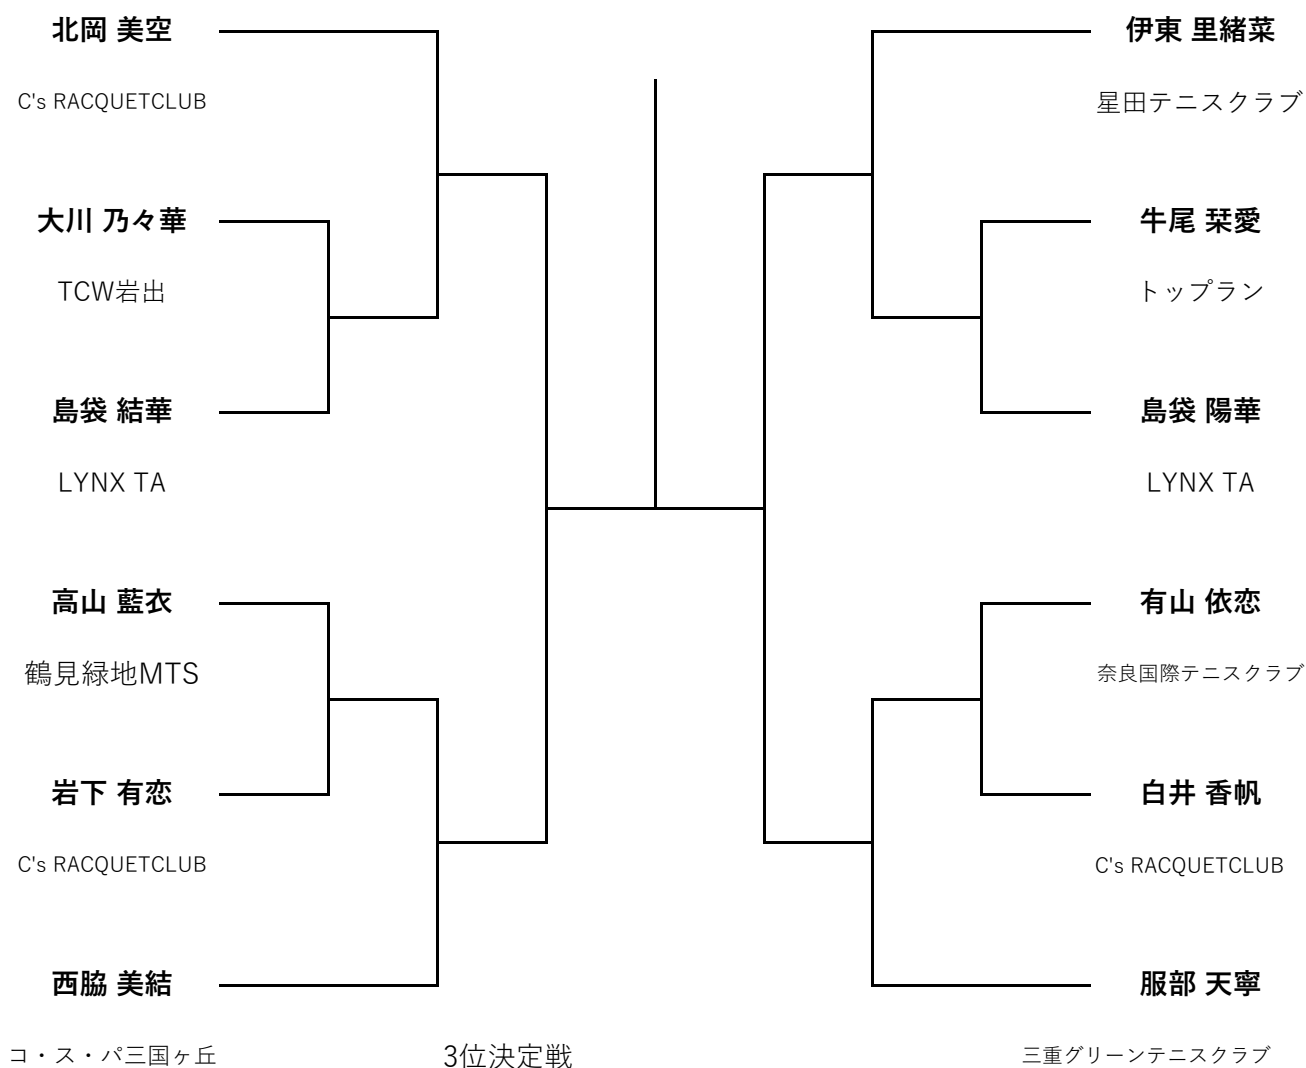 北岡 美空
C's RACQUETCLUB
大川 乃々華
TCW岩出
島袋 結華
LYNX TA
高山 藍衣
鶴見緑地MTS
岩下 有恋
C's RACQUETCLUB
西脇 美結
コ・ス・パ三国ヶ丘
3位決定戦
伊東 里緒菜
星田テニスクラブ
牛尾 栞愛
トップラン
島袋 陽華
LYNX TA
有山 依恋
奈良国際テニスクラブ
白井 香帆
C's RACQUETCLUB
服部 天寧
三重グリーンテニスクラブ